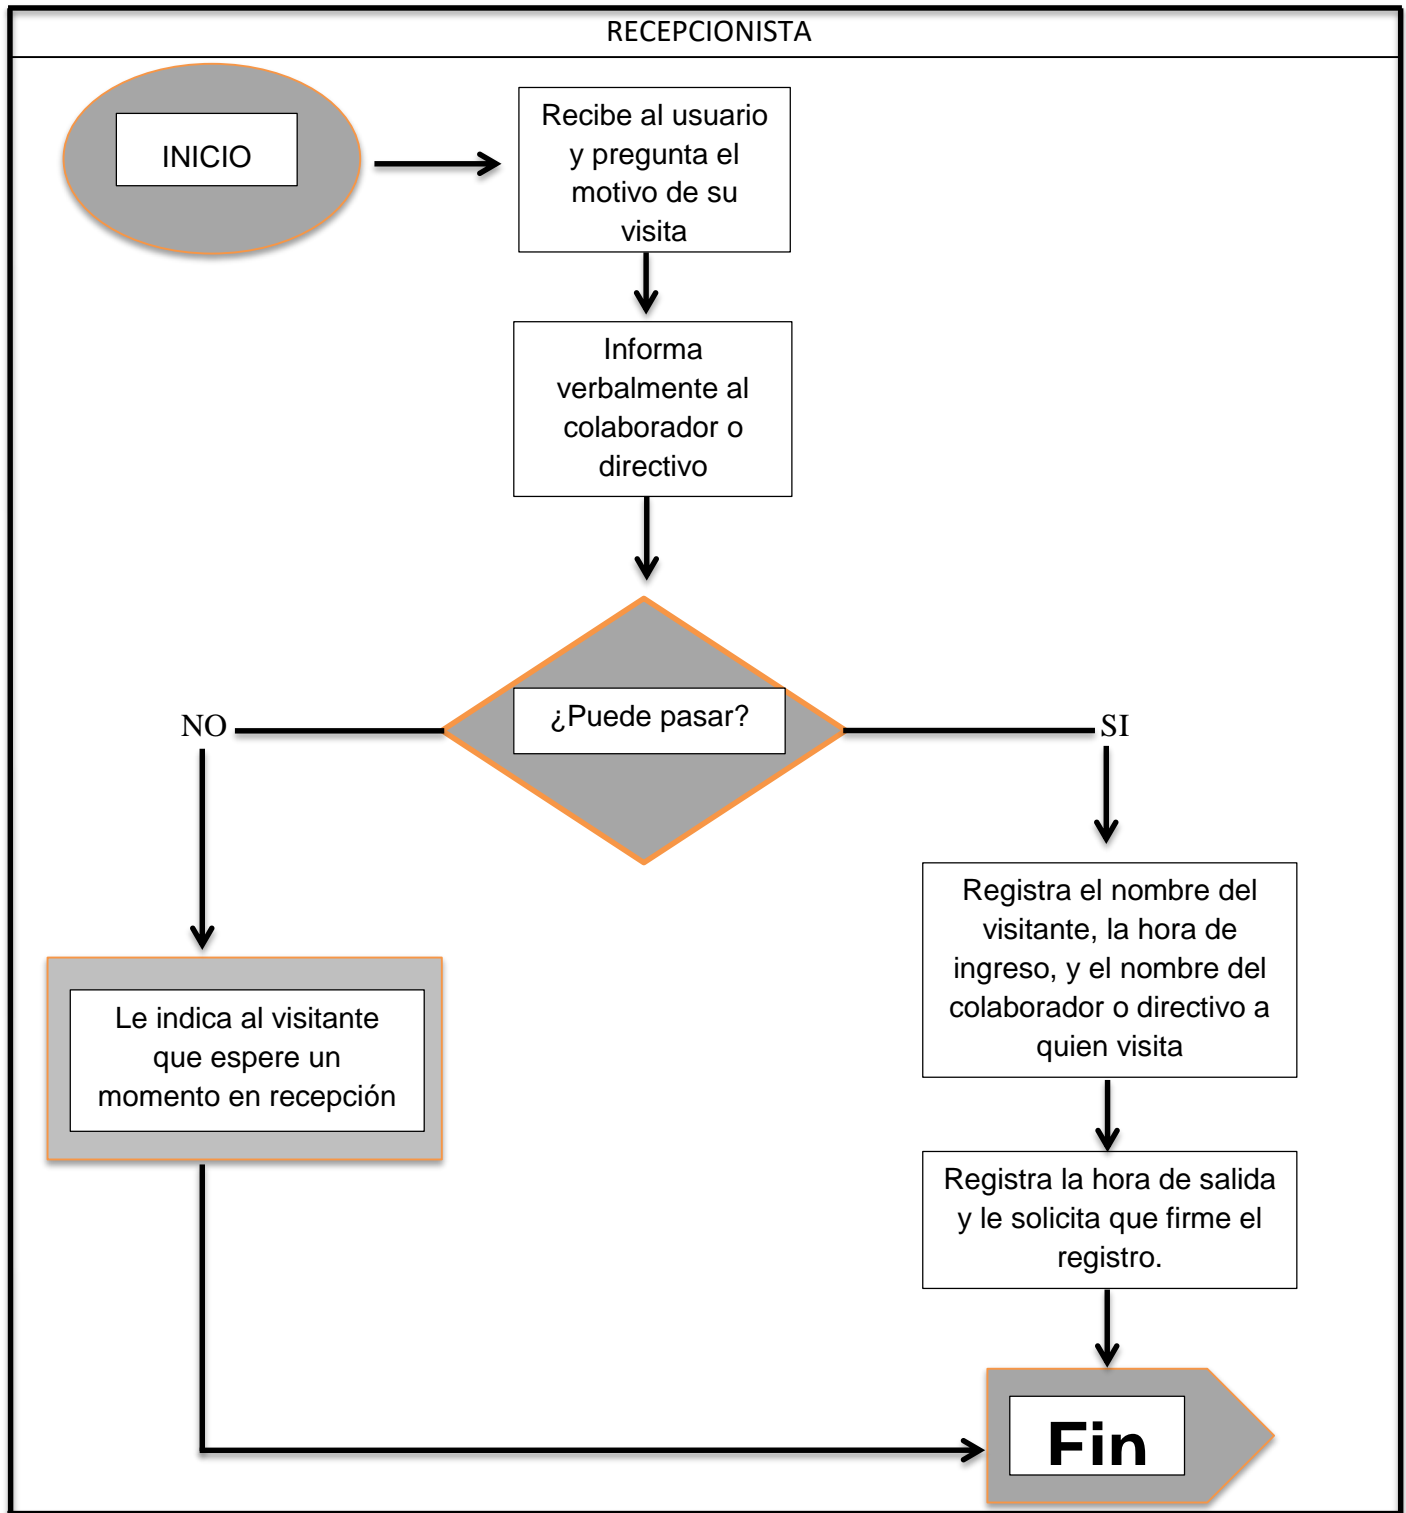 RECEPCIONISTA
INICIO
Recibe al usuario
y pregunta el
motivo de su
visita
Informa
verbalmente al
colaborador o
directivo
¿Puede pasar?
NO
SI
Registra el nombre del
visitante, la hora de
ingreso, y el nombre del
colaborador o directivo a
quien visita
Le indica al visitante
que espere un
momento en recepción
Registra la hora de salida
y le solicita que firme el
registro.
Fin